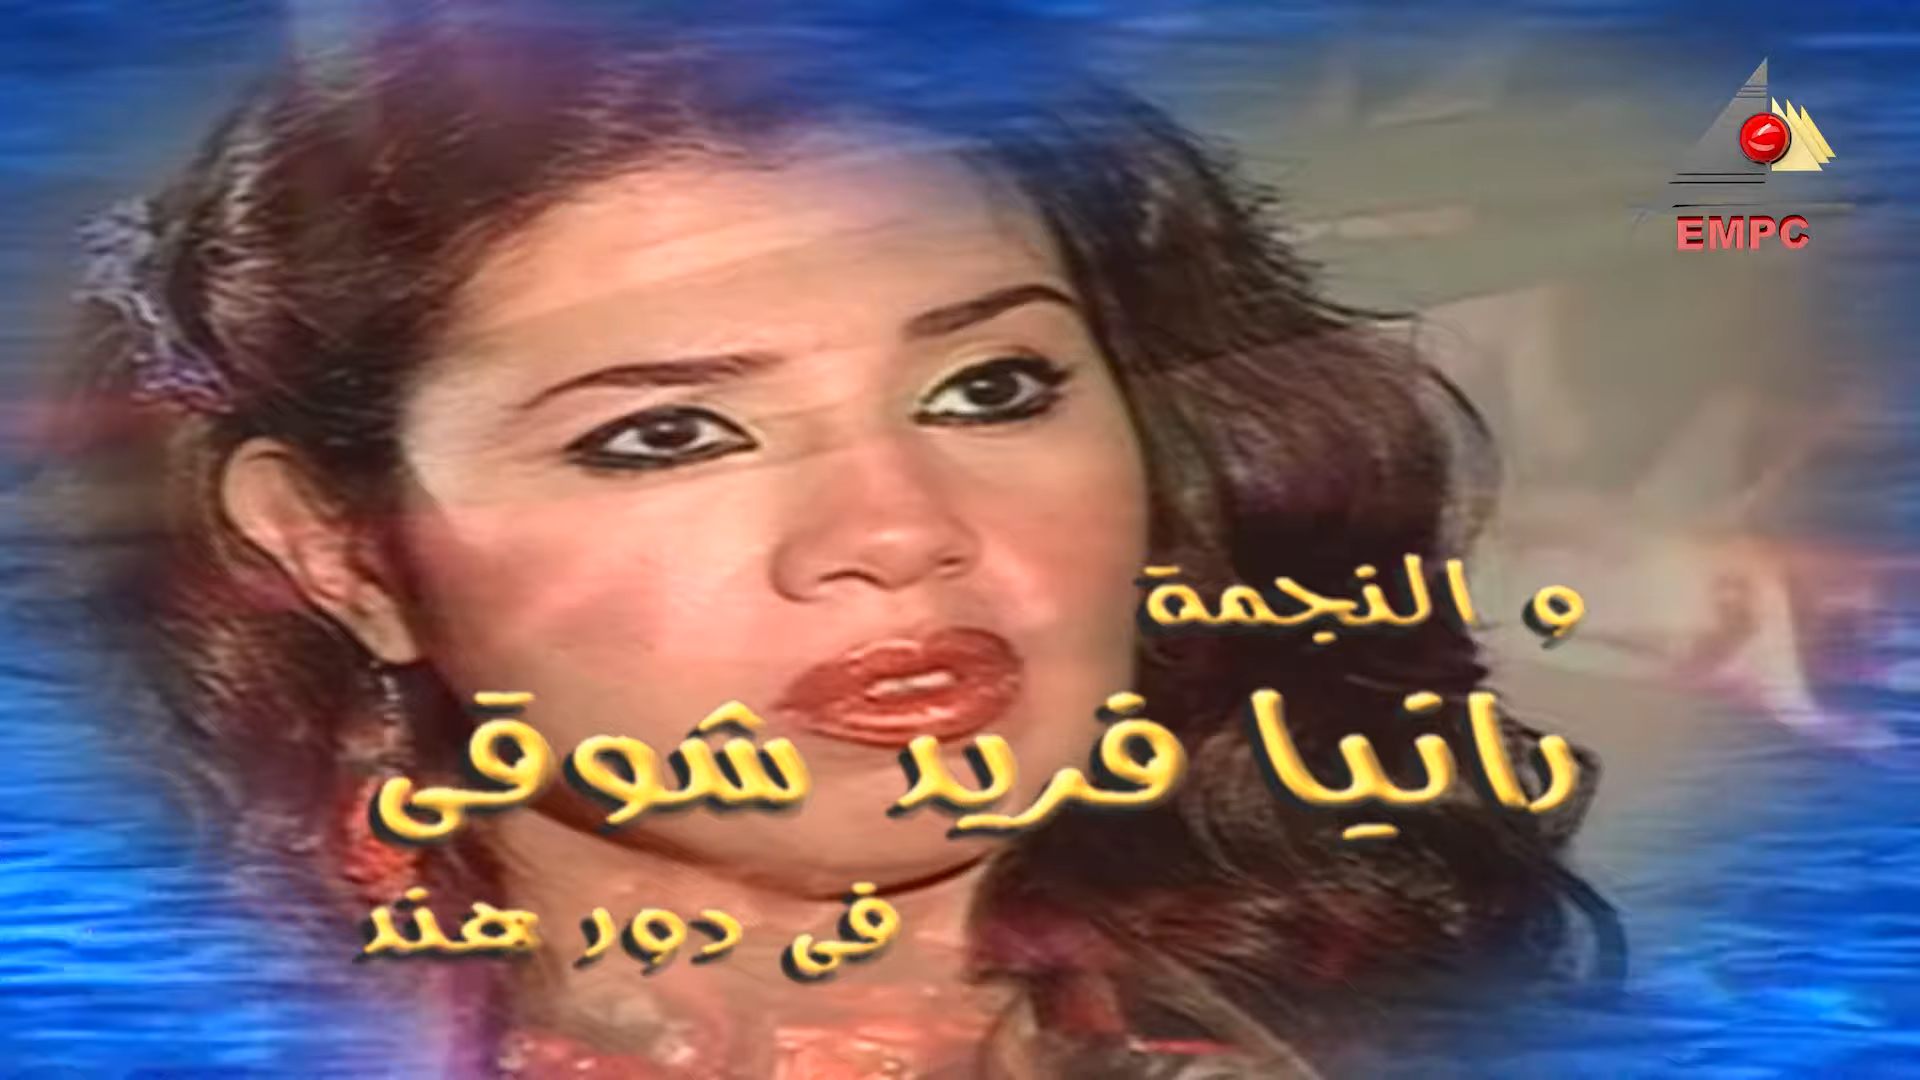 EMPC
و النجمة
رانيا فريد شوقى
فى دور هند